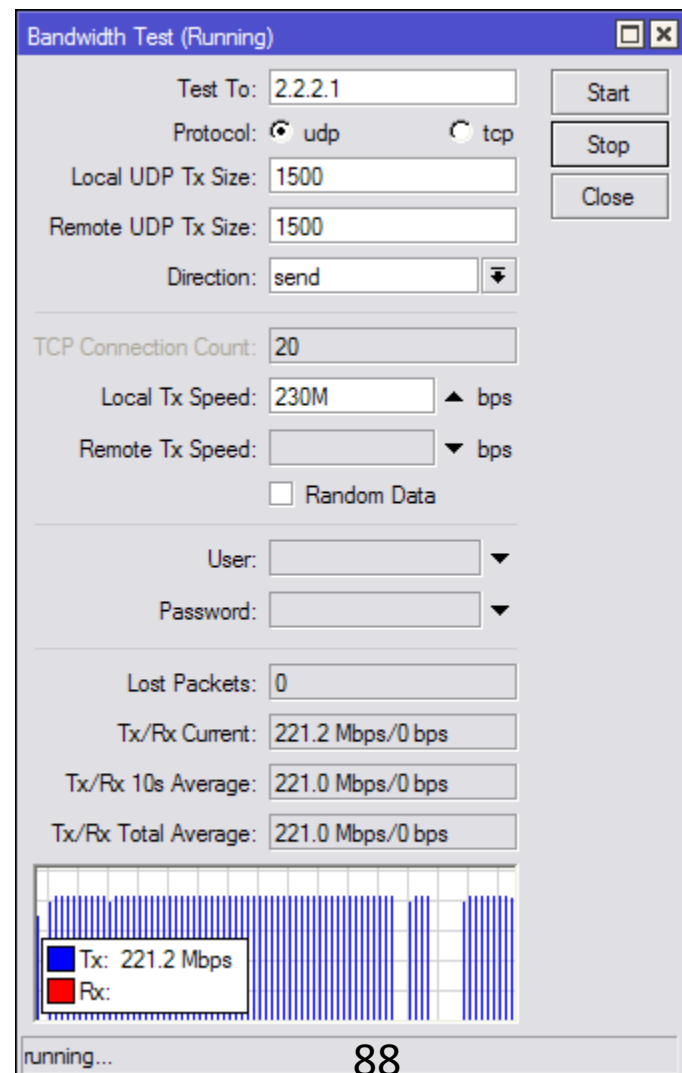 Bandwidth Test (Running)
Test To: 2.2.2.1 Start
Protocol: udp tcp Stop
Local UDP Tx Size: 1500 Close
Remote UDP Tx Size: 1500
Direction: send
TCP Connection Count: 20
Local Tx Speed: 230M bps
Remote Tx Speed: bps
Random Data
User:
Password:
Lost Packets: 0
Tx/Rx Current: 221.2 Mbps/0 bps
Tx/Rx 10s Average: 221.0 Mbps/0 bps
Tx/Rx Total Average: 221.0 Mbps/0 bps
Tx: 221.2 Mbps
Rx:
running... 88